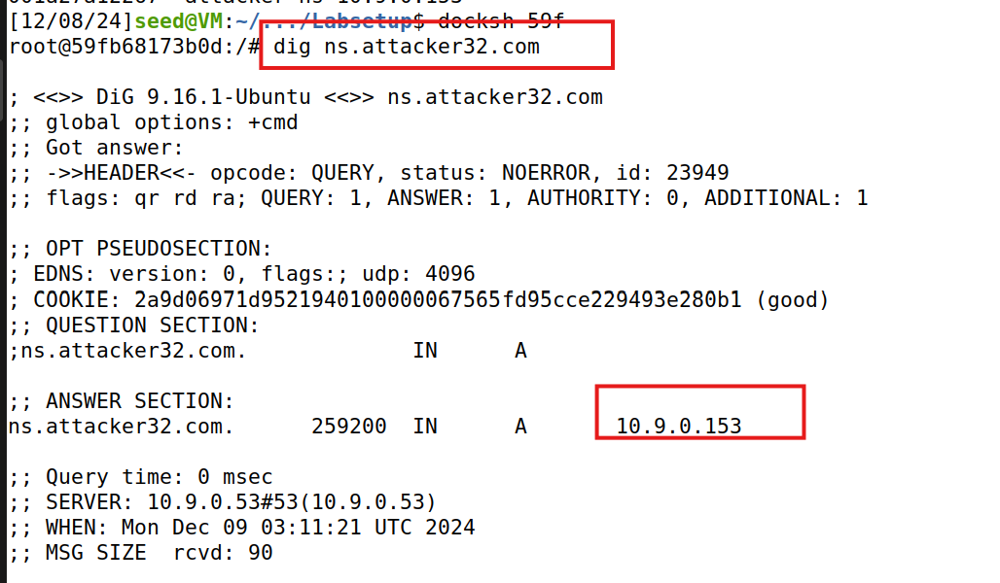 [12/08/24]seed@VM:~/.../Labsetup$ docksh 59f
root@59fb68173b0d:/# dig ns.attacker32.com
; <<>> DiG 9.16.1-Ubuntu <<>> ns.attacker32.com
;; global options: +cmd
;; Got answer:
;; ->>HEADER<<- opcode: QUERY, status: NOERROR, id: 23949
;; flags: qr rd ra; QUERY: 1, ANSWER: 1, AUTHORITY: 0, ADDITIONAL: 1
;; OPT PSEUDOSECTION:
; EDNS: version: 0, flags:; udp: 4096
; COOKIE: 2a9d06971d9521940100000067565fd95cce229493e280b1 (good)
;; QUESTION SECTION:
;ns.attacker32.com. IN A
;; ANSWER SECTION:
ns.attacker32.com. 259200 IN A 10.9.0.153
;; Query time: 0 msec
;; SERVER: 10.9.0.53#53(10.9.0.53)
;; WHEN: Mon Dec 09 03:11:21 UTC 2024
;; MSG SIZE rcvd: 90